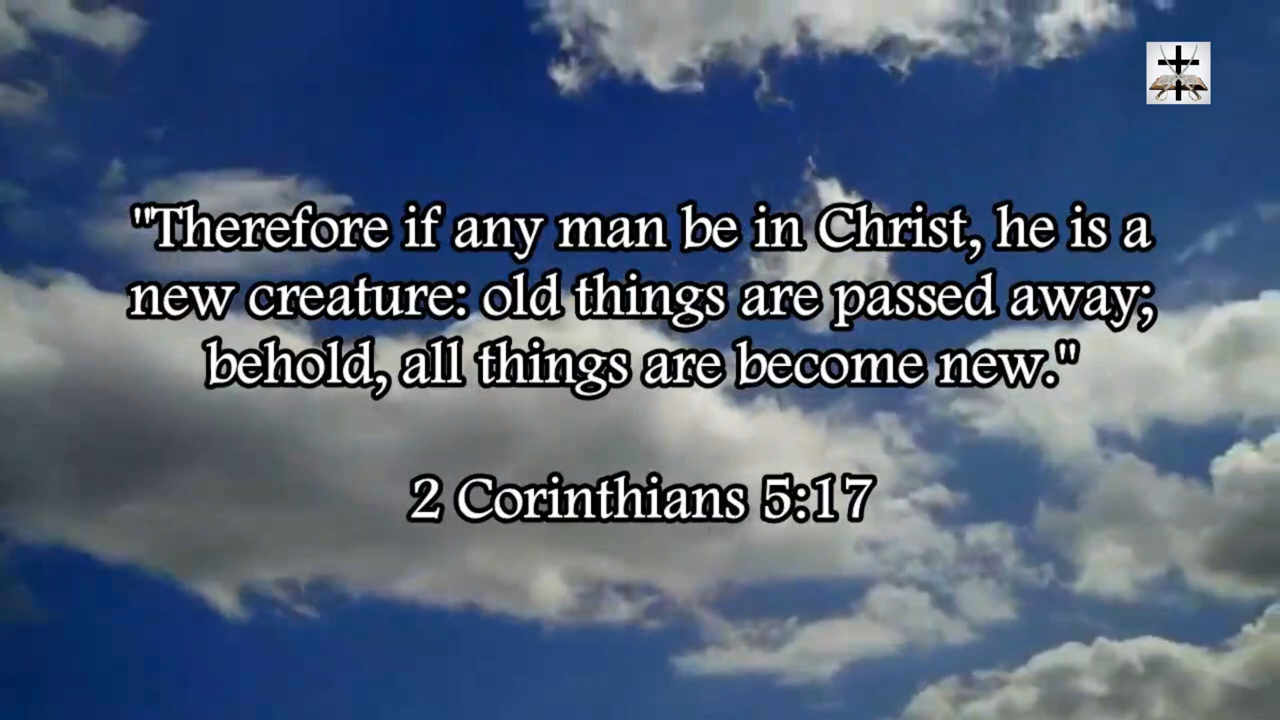 "Therefore if any man be in Christ, he is a
new creature: old things are passed away;
behold, all things are become new."
2 Corinthians 5:17